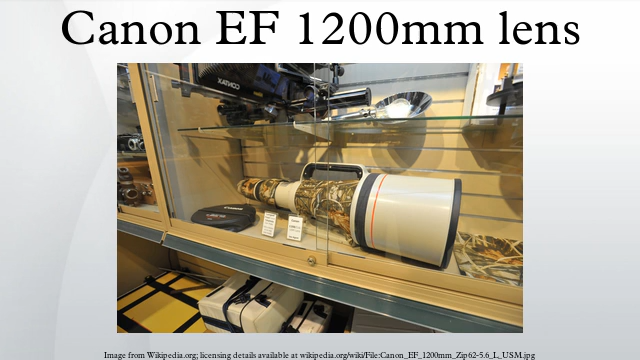 Canon EF 1200mm lens
CONTAX
Image from Wikipedia.org; licensing details available at wikipedia.org/wiki/File:Canon_EF_1200mm_Zip62-5.6_L_USM.jpg